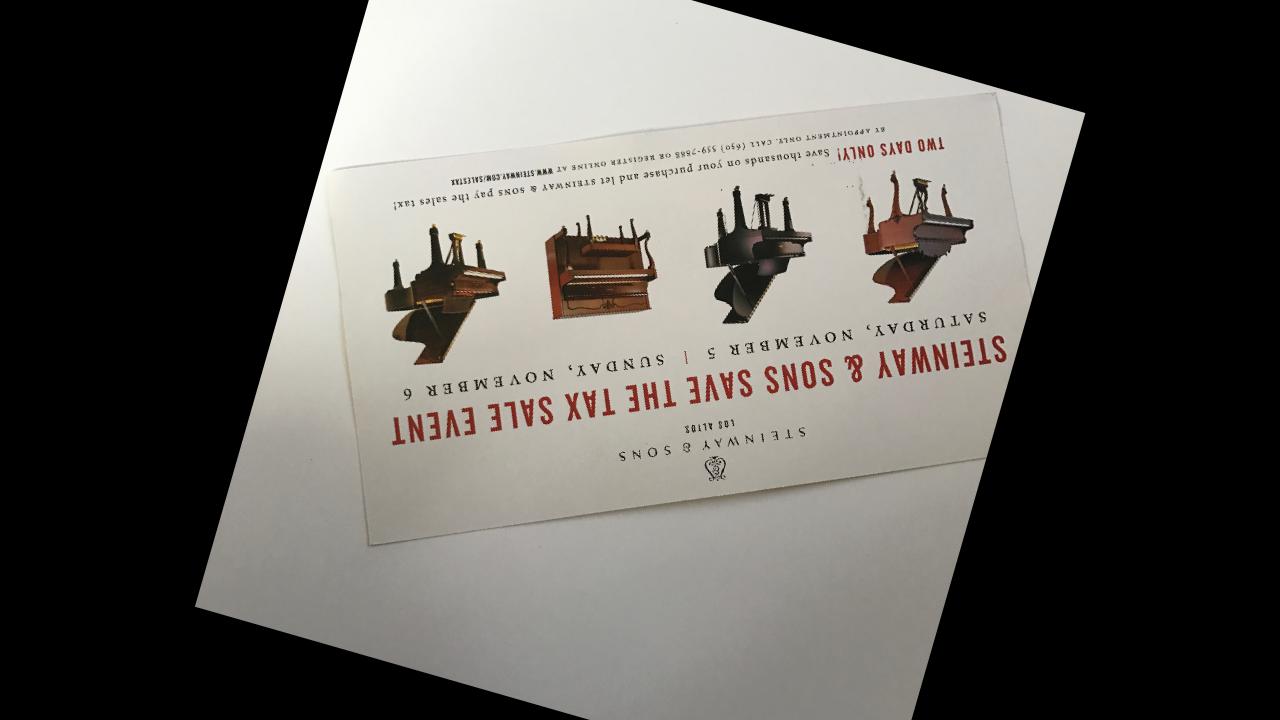 STEINWAY & SONS
LOS ALTOS
STEINWAY & SONS SAVE THE TAX SALE EVENT
SATURDAY, NOVEMBER 5 | SUNDAY, NOVEMBER 6
TWO DAYS ONLY! Save thousands on your purchase and let STEINWAY & SONS pay the sales tax!
BY APPOINTMENT ONLY. CALL (650) 559-7888 OR REGISTER ONLINE AT WWW.STEINWAY.COM/SALESTAX